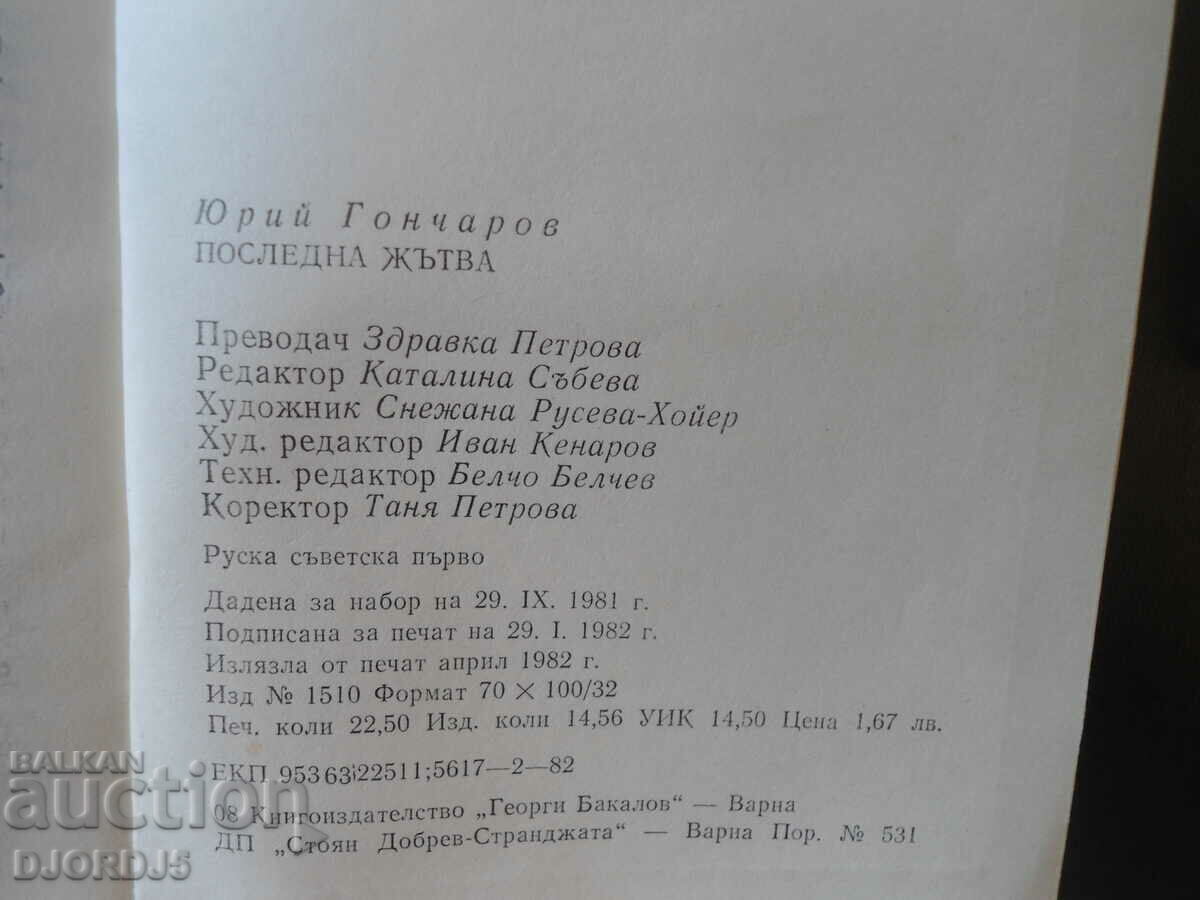 Юрий Гончаров
ПОСЛЕДНА ЖЪТВА
Преводач Здравка Петрова
Редактор Каталина Събева
Художник Снежана Русева-Хойер
Худ. редактор Иван Кенаров
Техн. редактор Белчо Белчев
Коректор Таня Петрова
Руска съветска първо
Дадена за набор на 29. IX. 1981 г.
Подписана за печат на 29. I. 1982 г.
Излязла от печат април 1982 г.
Изд № 1510 Формат 70 × 100/32
Печ. коли 22,50 Изд. коли 14,56 УИК 14,50 Цена 1,67 лв.
ЕКП 95363\22511;5617—2—82
08 Книгоиздателство „Георги Бакалов“ — Варна
ДП „Стоян Добрев-Странджата“ — Варна Пор. № 531
BALKAN
auction
DJORDJ5